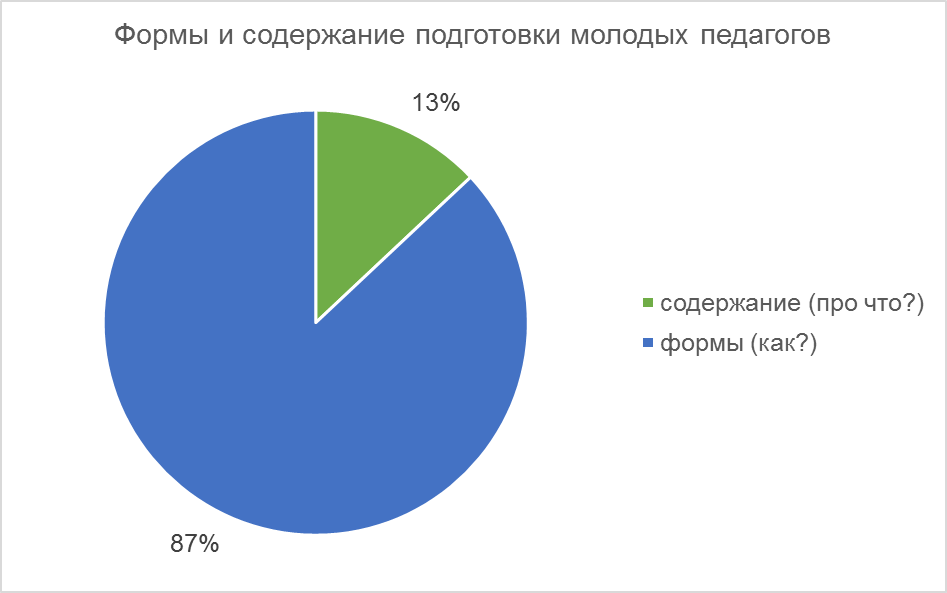 Формы и содержание подготовки молодых педагогов
13%
содержание (про что?)
формы (как?)
87%